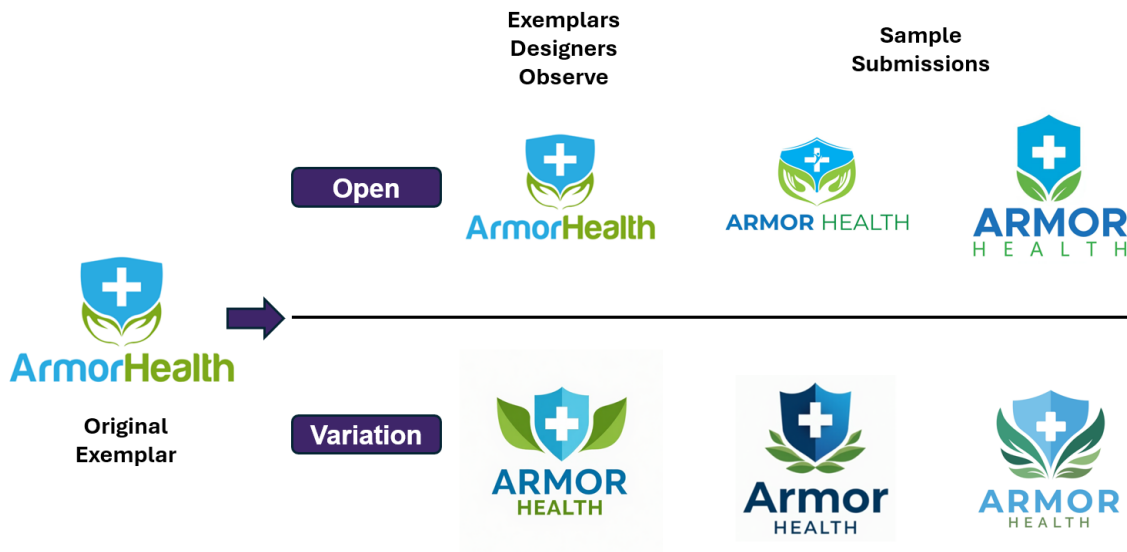 Exemplars
Designers
Observe
Sample
Submissions
Open
ArmorHealth
ARMOR HEALTH
ARMOR
HEALTH
ArmorHealth
Original
Exemplar
Variation
ARMOR
HEALTH
Armor
HEALTH
ARMOR
HEALTH